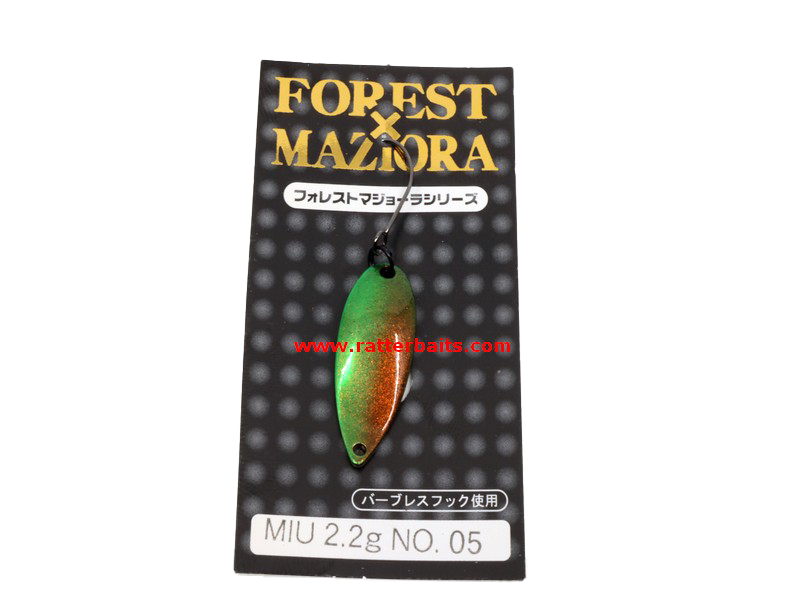 FOREST
×
MAZIORA
フォレストマジョーラシリーズ
www.ratterbaits.com
バーブレスフック使用
MIU 2.2g NO. 05